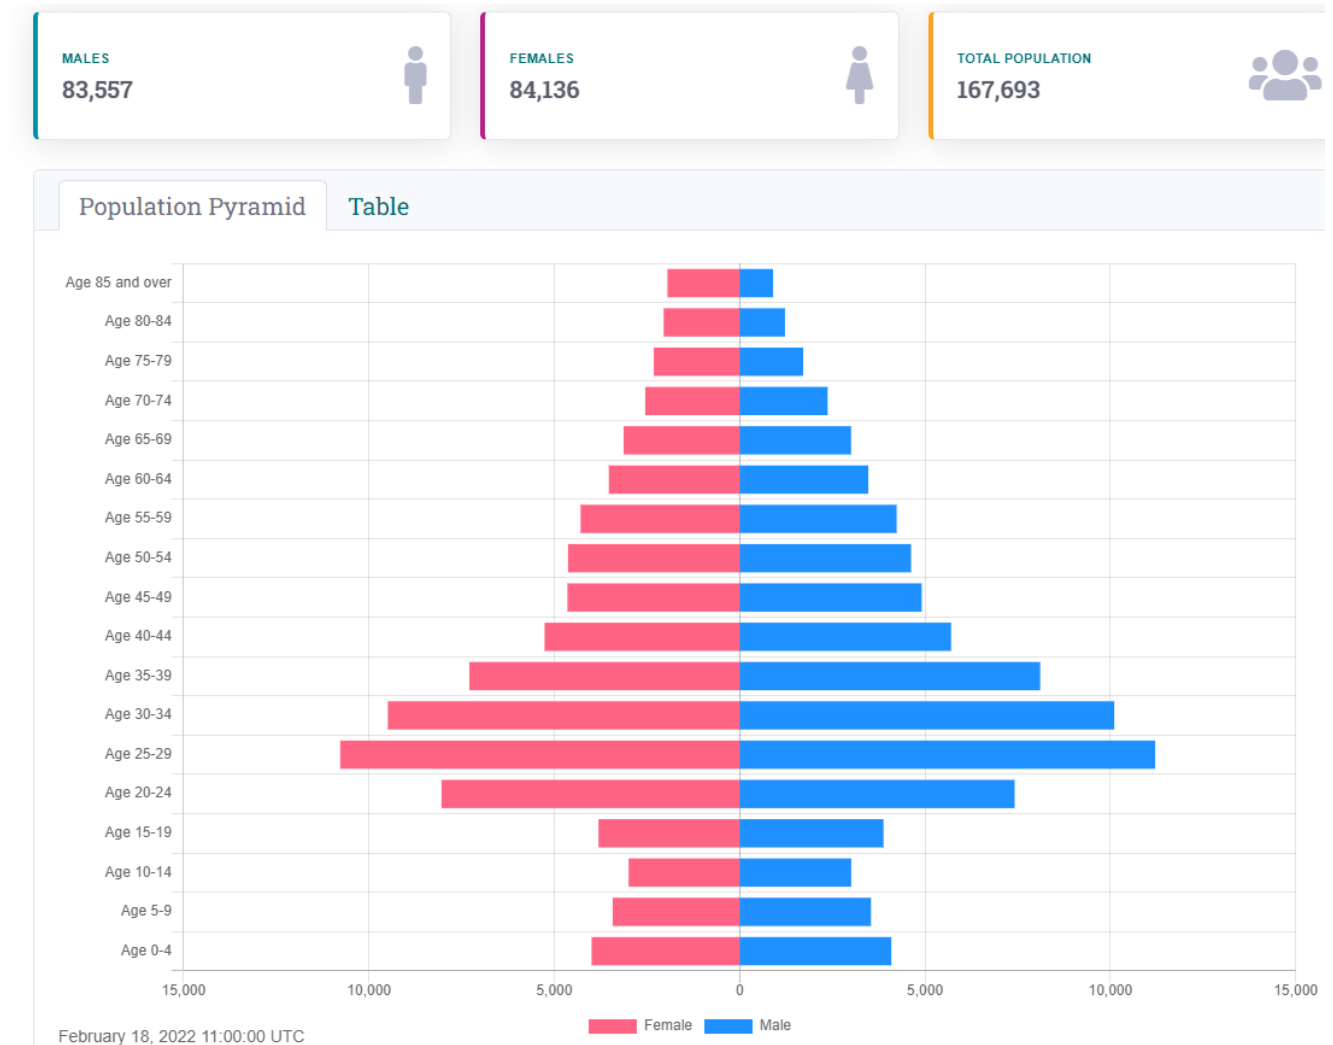 MALES
83,557
FEMALES
84,136
TOTAL POPULATION
167,693
Population Pyramid
Table
Age 85 and over
Age 80-84
Age 75-79
Age 70-74
Age 65-69
Age 60-64
Age 55-59
Age 50-54
Age 45-49
Age 40-44
Age 35-39
Age 30-34
Age 25-29
Age 20-24
Age 15-19
Age 10-14
Age 5-9
Age 0-4
15,000 10,000 5,000 0 5,000 10,000 15,000
Female Male
February 18, 2022 11:00:00 UTC